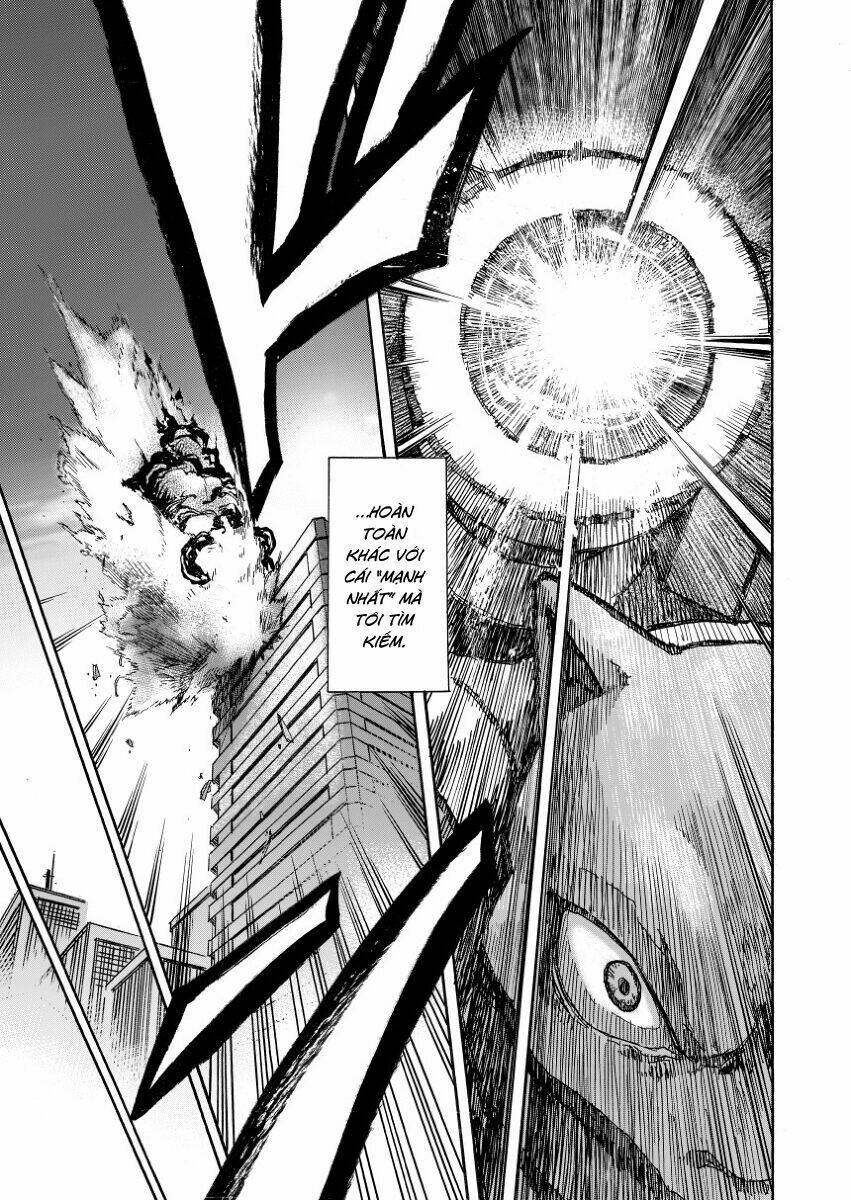 ...HOÀN
TOÀN
KHÁC VỚI
CÁI "MẠNH
NHẤT" MÀ
TÔI TÌM
KIẾM.